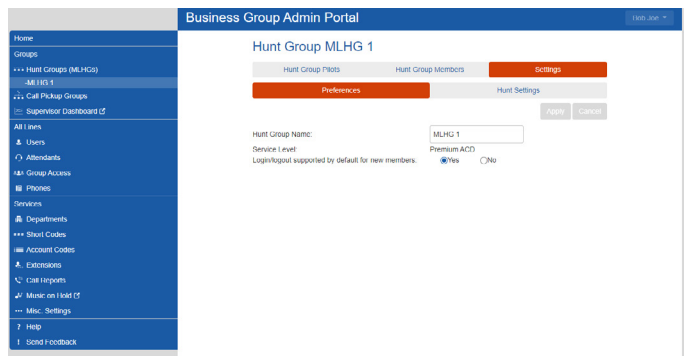 Business Group Admin Portal
Bob Joe
Home
Groups
Hunt Groups (MLHGs)
-MLHG 1
Call Pickup Groups
Supervisor Dashboard
All Lines
Users
Attendants
Group Access
Phones
Services
Departments
Short Codes
Account Codes
Extensions
Call Reports
Music on Hold
Misc. Settings
? Help
! Send Feedback
Hunt Group MLHG 1
Hunt Group Pilots Hunt Group Members Settings
Preferences Hunt Settings
Apply Cancel
Hunt Group Name: MLHG 1
Service Level: Premium ACD
Login/logout supported by default for new members: Yes No